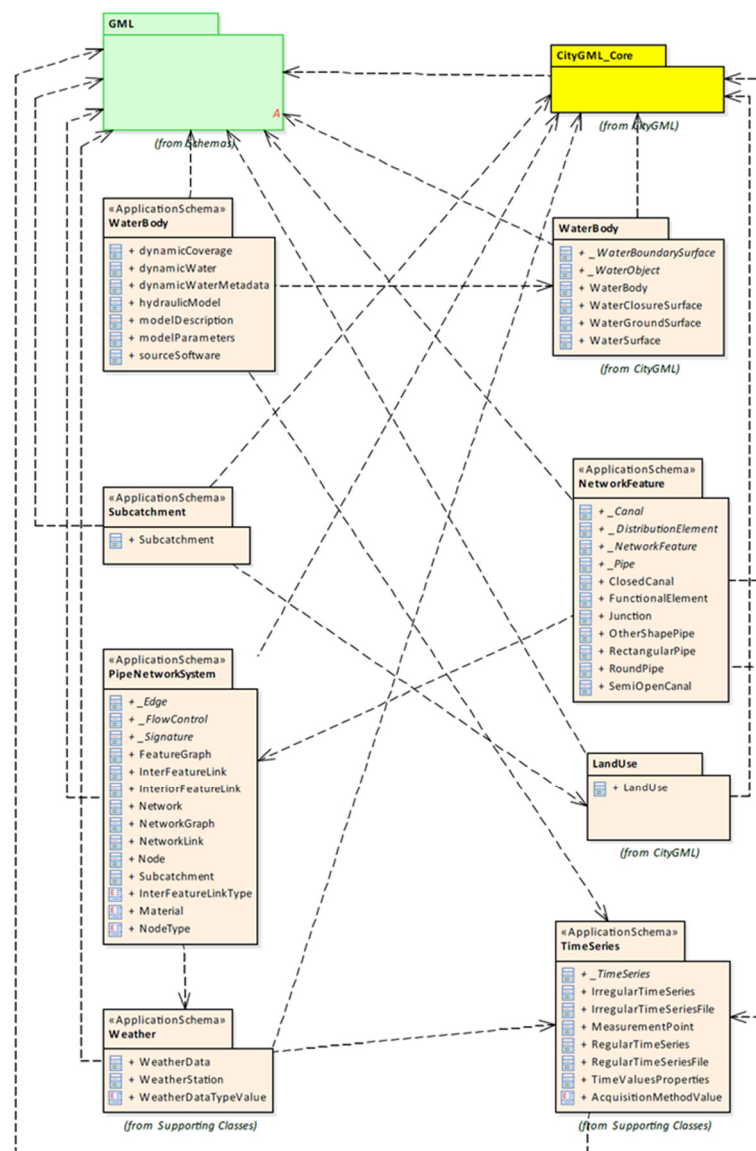 GML
A
(from Schemas)
CityGML_Core
(from CityGML)
«ApplicationSchema»
WaterBody
+ dynamicCoverage
+ dynamicWater
+ dynamicWaterMetadata
+ hydraulicModel
+ modelDescription
+ modelParameters
+ sourceSoftware
WaterBody
+ _WaterBoundarySurface
+ _WaterObject
+ WaterBody
+ WaterClosureSurface
+ WaterGroundSurface
+ WaterSurface
(from CityGML)
«ApplicationSchema»
Subcatchment
+ Subcatchment
«ApplicationSchema»
NetworkFeature
+ _Canal
+ _DistributionElement
+ _NetworkFeature
+ _Pipe
+ ClosedCanal
+ FunctionalElement
+ Junction
+ OtherShapePipe
+ RectangularPipe
+ RoundPipe
+ SemiOpenCanal
«ApplicationSchema»
PipeNetworkSystem
+ _Edge
+ _FlowControl
+ _Signature
+ FeatureGraph
+ InterFeatureLink
+ InteriorFeatureLink
+ Network
+ NetworkGraph
+ NetworkLink
+ Node
+ Subcatchment
+ InterFeatureLinkType
+ Material
+ NodeType
LandUse
+ LandUse
(from CityGML)
«ApplicationSchema»
Weather
+ WeatherData
+ WeatherStation
+ WeatherDataTypeValue
(from Supporting Classes)
«ApplicationSchema»
TimeSeries
+ _TimeSeries
+ IrregularTimeSeries
+ IrregularTimeSeriesFile
+ MeasurementPoint
+ RegularTimeSeries
+ RegularTimeSeriesFile
+ TimeValuesProperties
+ AcquisitionMethodValue
(from Supporting Classes)